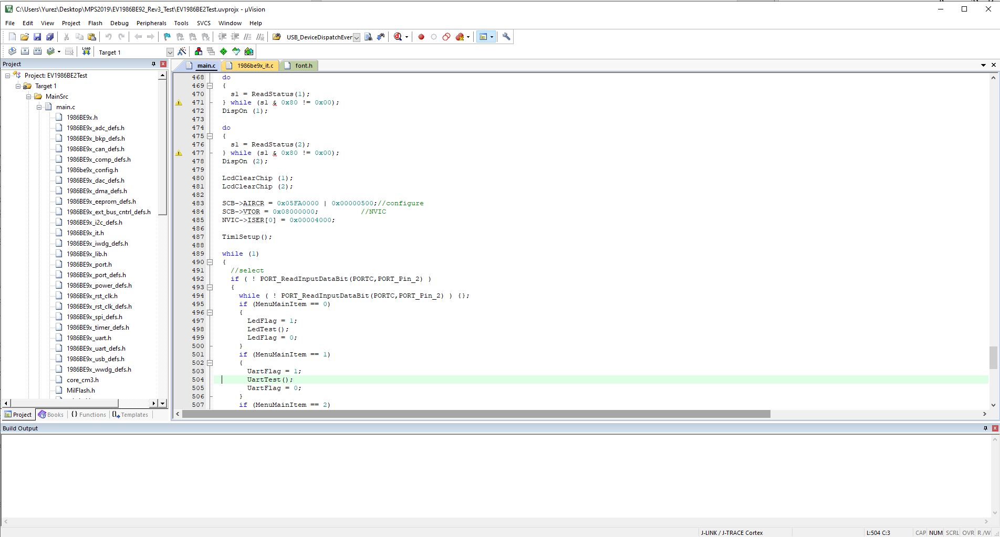 C:\Users\Yurez\Desktop\MPS2019\EV1986BE92_Rev3_Test\EV1986BE2Test.uvprojx - µVision
File Edit View Project Flash Debug Peripherals Tools SVCS Window Help
USB_DeviceDispatchEver
LOAD Target 1
Project
Project: EV1986BE2Test
Target 1
MainSrc
main.c
1986BE9x.h
1986BE9x_adc_defs.h
1986BE9x_bkp_defs.h
1986BE9x_can_defs.h
1986BE9x_comp_defs.h
1986be9x_config.h
1986BE9x_dac_defs.h
1986BE9x_dma_defs.h
1986BE9x_eeprom_defs.h
1986BE9x_ext_bus_cntrl_defs.h
1986BE9x_i2c_defs.h
1986BE9x_it.h
1986BE9x_iwdg_defs.h
1986BE9x_lib.h
1986BE9x_port.h
1986BE9x_port_defs.h
1986BE9x_power_defs.h
1986BE9x_rst_clk.h
1986BE9x_rst_clk_defs.h
1986BE9x_spi_defs.h
1986BE9x_timer_defs.h
1986BE9x_uart.h
1986BE9x_uart_defs.h
1986BE9x_usb_defs.h
1986BE9x_wwdg_defs.h
core_cm3.h
MilFlash.h
Project Books {} Functions Templates
main.c 1986be9x_it.c font.h
468 do
469 {
470 s1 = ReadStatus(1);
471 } while (s1 & 0x80 != 0x00);
472 DispOn (1);
473
474 do
475 {
476 s1 = ReadStatus(2);
477 } while (s1 & 0x80 != 0x00);
478 DispOn (2);
479
480 LcdClearChip (1);
481 LcdClearChip (2);
482
483 SCB->AIRCR = 0x05FA0000 | 0x00000500;//configure
484 SCB->VTOR = 0x08000000; //NVIC
485 NVIC->ISER[0] = 0x00004000;
486
487 Tim1Setup();
488
489 while (1)
490 {
491 //select
492 if ( ! PORT_ReadInputDataBit(PORTC,PORT_Pin_2) )
493 {
494 while ( ! PORT_ReadInputDataBit(PORTC,PORT_Pin_2) ) {};
495 if (MenuMainItem == 0)
496 {
497 LedFlag = 1;
498 LedTest();
499 LedFlag = 0;
500 }
501 if (MenuMainItem == 1)
502 {
503 UartFlag = 1;
504 UartTest();
505 UartFlag = 0;
506 }
507 if (MenuMainItem == 2)
Build Output
J-LINK / J-TRACE Cortex L:504 C:3 CAP NUM SCRL OVR R/W